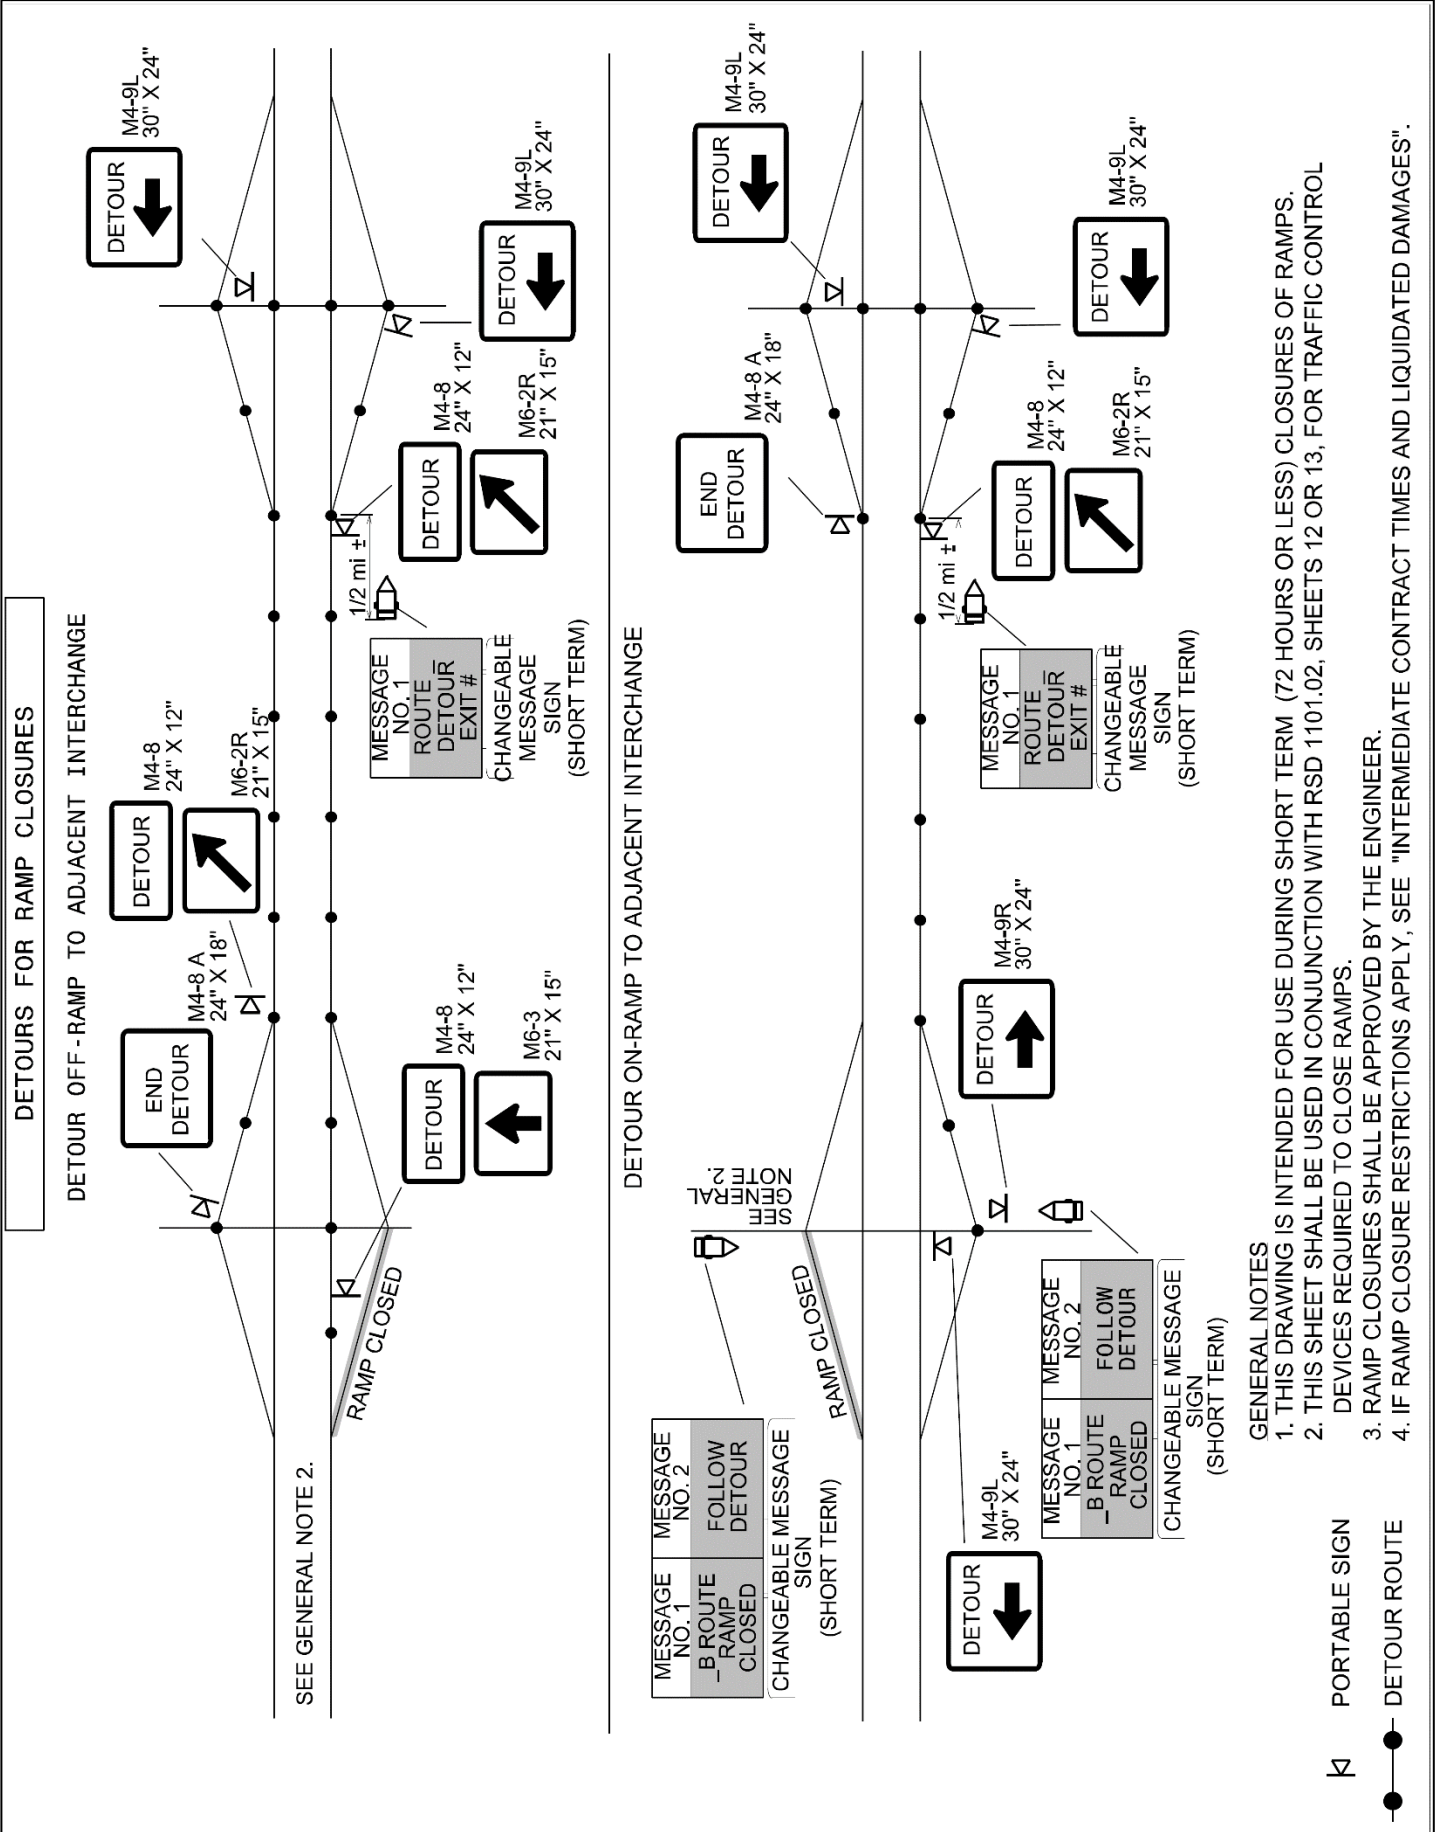 DETOURS FOR RAMP CLOSURES
DETOUR OFF-RAMP TO ADJACENT INTERCHANGE
END
DETOUR
M4-8 A
24" X 18"
DETOUR
M4-8
24" X 12"
M6-2R
21" X 15"
DETOUR
M4-9L
30" X 24"
SEE GENERAL NOTE 2.
RAMP CLOSED
DETOUR
M4-8
24" X 12"
M6-3
21" X 15"
MESSAGE
NO. 1
ROUTE
DETOUR
EXIT #_
CHANGEABLE
MESSAGE
SIGN
(SHORT TERM)
1/2 mi ±
DETOUR
M4-8
24" X 12"
M6-2R
21" X 15"
DETOUR
M4-9L
30" X 24"
DETOUR ON-RAMP TO ADJACENT INTERCHANGE
MESSAGE
NO. 1
_B ROUTE
RAMP
CLOSED
MESSAGE
NO. 2
FOLLOW
DETOUR
CHANGEABLE MESSAGE
SIGN
(SHORT TERM)
RAMP CLOSED
SEE
GENERAL
NOTE 2.
END
DETOUR
M4-8 A
24" X 18"
DETOUR
M4-9L
30" X 24"
DETOUR
M4-9L
30" X 24"
MESSAGE
NO. 1
_B ROUTE
RAMP
CLOSED
MESSAGE
NO. 2
FOLLOW
DETOUR
CHANGEABLE MESSAGE
SIGN
(SHORT TERM)
DETOUR
M4-9R
30" X 24"
MESSAGE
NO. 1
ROUTE
DETOUR
EXIT #_
CHANGEABLE
MESSAGE
SIGN
(SHORT TERM)
1/2 mi ±
DETOUR
M4-8
24" X 12"
M6-2R
21" X 15"
DETOUR
M4-9L
30" X 24"
PORTABLE SIGN
DETOUR ROUTE
GENERAL NOTES
1. THIS DRAWING IS INTENDED FOR USE DURING SHORT TERM (72 HOURS OR LESS) CLOSURES OF RAMPS.
2. THIS SHEET SHALL BE USED IN CONJUNCTION WITH RSD 1101.02, SHEETS 12 OR 13, FOR TRAFFIC CONTROL
DEVICES REQUIRED TO CLOSE RAMPS.
3. RAMP CLOSURES SHALL BE APPROVED BY THE ENGINEER.
4. IF RAMP CLOSURE RESTRICTIONS APPLY, SEE "INTERMEDIATE CONTRACT TIMES AND LIQUIDATED DAMAGES".